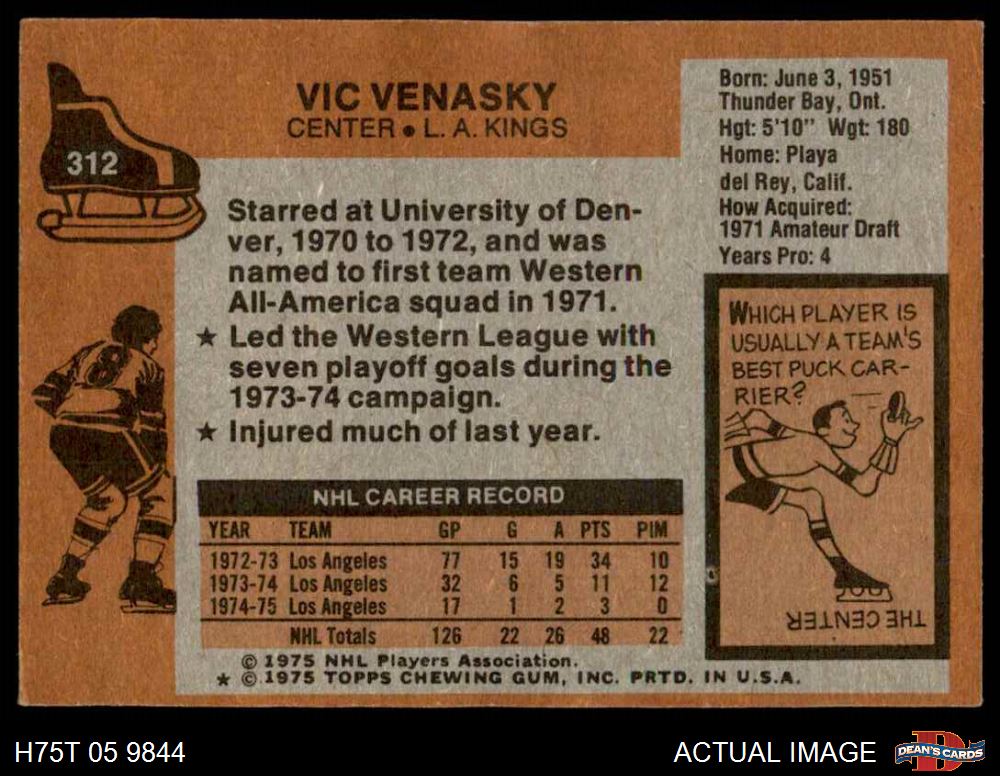 312
VIC VENASKY
CENTER • L. A. KINGS
Born: June 3, 1951
Thunder Bay, Ont.
Hgt: 5'10" Wgt: 180
Home: Playa
del Rey, Calif.
How Acquired:
1971 Amateur Draft
Years Pro: 4
Starred at University of Den-
ver, 1970 to 1972, and was
named to first team Western
All-America squad in 1971.
★ Led the Western League with
seven playoff goals during the
1973-74 campaign.
★ Injured much of last year.
8
WHICH PLAYER IS
USUALLY A TEAM'S
BEST PUCK CAR-
RIER?
THE CENTER
NHL CAREER RECORD
YEAR TEAM GP G A PTS PIM
1972-73 Los Angeles 77 15 19 34 10
1973-74 Los Angeles 32 6 5 11 12
1974-75 Los Angeles 17 1 2 3 0
NHL Totals 126 22 26 48 22
© 1975 NHL Players Association.
★ © 1975 TOPPS CHEWING GUM, INC. PRTD. IN U.S.A.
H75T 05 9844
ACTUAL IMAGE
D
DEAN'S CARDS